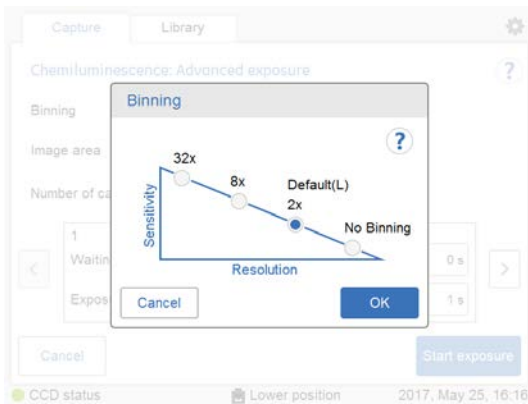 Capture
Library
Chemiluminescence: Advanced exposure
?
Binning
Binning
?
Image area
32x
8x
Default(L)
2x
No Binning
Sensitivity
Resolution
Number of ca
1
Waitin
0 s
<
>
Expos
1 s
Cancel
OK
Cancel
Start exposure
CCD status
Lower position
2017, May 25, 16:16